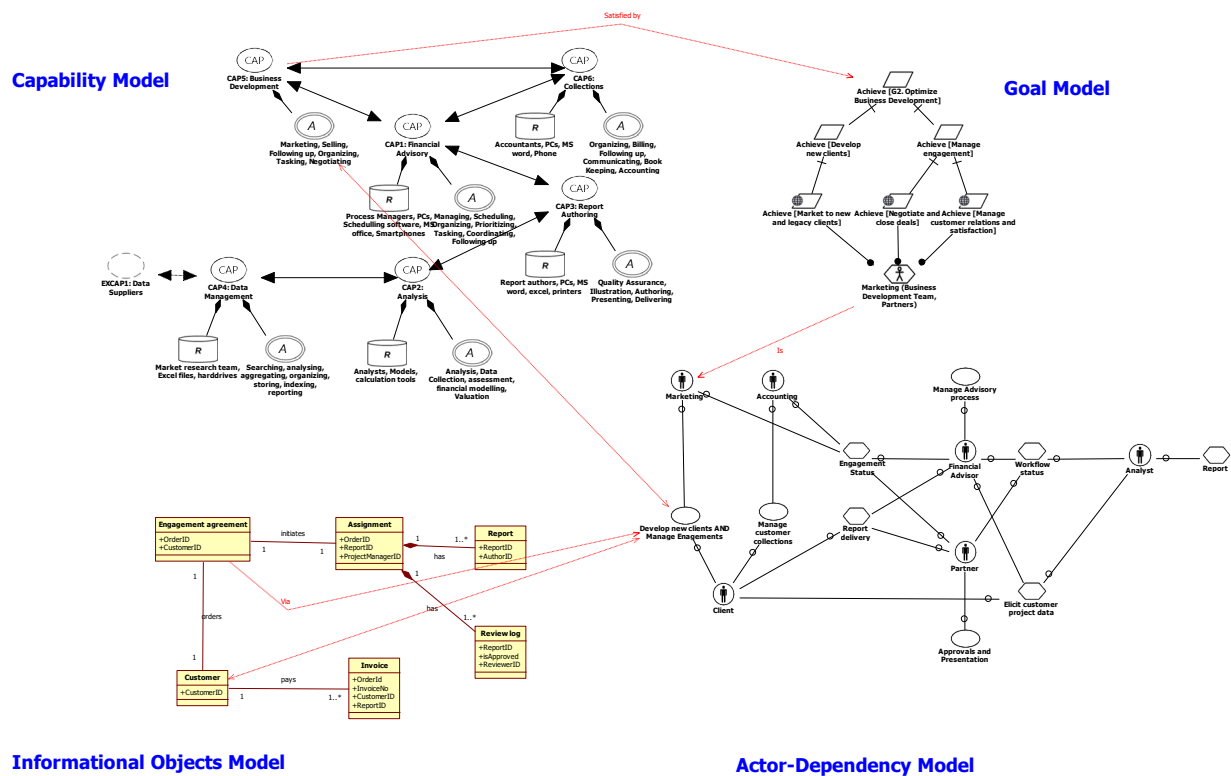 Satisfied by
Capability Model
Goal Model
CAP
CAP5: Business
Development
CAP
CAP6:
Collections
Achieve [G2. Optimize
Business Development]
A
Marketing, Selling,
Following up, Organizing,
Tasking, Negotiating
CAP
CAP1: Financial
Advisory
R
Accountants, PCs, MS
word, Phone
A
Organizing, Billing,
Following up,
Communicating, Book
Keeping, Accounting
Achieve [Develop
new clients]
Achieve [Manage
engagement]
R
Process Managers, PCs,
Schedulling software, MS
office, Smartphones
A
Managing, Scheduling,
Organizing, Prioritizing,
Tasking, Coordinating,
Following up
CAP
CAP3: Report
Authoring
Achieve [Market to new
and legacy clients]
Achieve [Negotiate and
close deals]
Achieve [Manage
customer relations and
satisfaction]
EXCAP1: Data
Suppliers
CAP
CAP4: Data
Management
CAP
CAP2:
Analysis
R
Report authors, PCs, MS
word, excel, printers
A
Quality Assurance,
Illustration, Authoring,
Presenting, Delivering
Marketing (Business
Development Team,
Partners)
R
Market research team,
Excel files, harddrives
A
Searching, analysing,
aggregating, organizing,
storing, indexing,
reporting
R
Analysts, Models,
calculation tools
A
Analysis, Data
Collection, assessment,
financial modelling,
Valuation
Is
Marketing
Accounting
Manage Advisory
process
Engagement
Status
Financial
Advisor
Workflow
status
Analyst
Report
Develop new clients AND
Manage Enagements
Manage
customer
collections
Report
delivery
Partner
Client
Elicit customer
project data
Approvals and
Presentation
Engagement agreement
+OrderID
+CustomerID
initiates
1
1
Assignment
+OrderID
+ReportID
+ProjectManagerID
1
1..*
has
Report
+ReportID
+AuthorID
1
has
1..*
Via
1
orders
1
Review log
+ReportID
+isApproved
+ReviewerID
Customer
+CustomerID
pays
1
1..*
Invoice
+OrderId
+InvoiceNo
+CustomerID
+ReportID
Informational Objects Model
Actor-Dependency Model